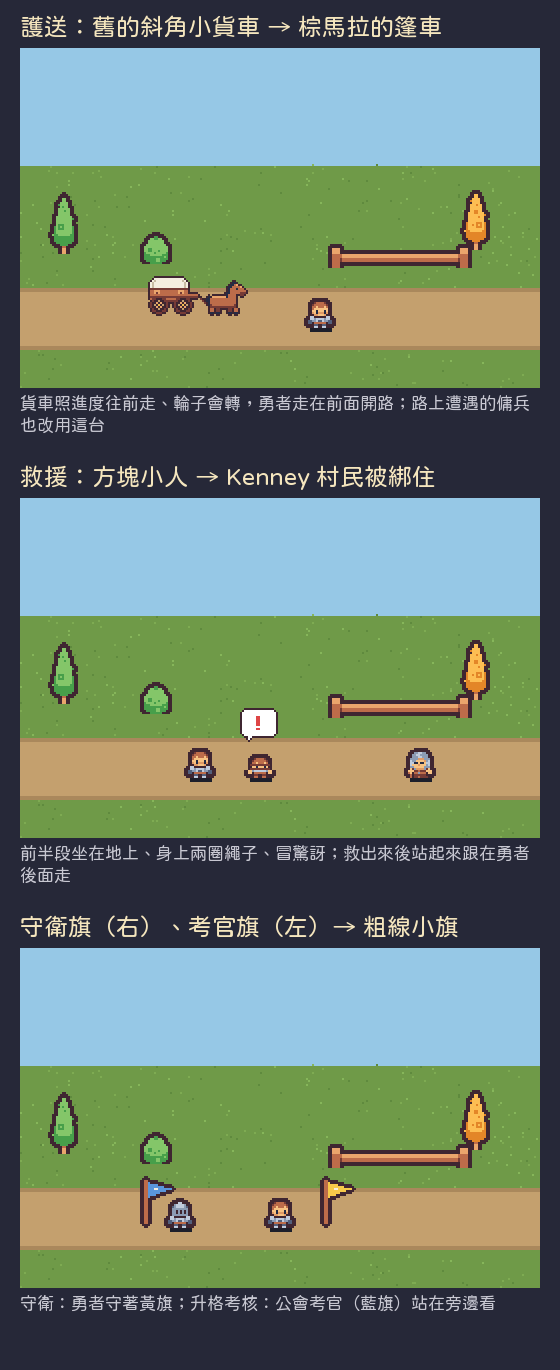 護送：舊的斜角小貨車 → 棕馬拉的篷車
貨車照進度往前走、輪子會轉，勇者走在前面開路；路上遭遇的傭兵
也改用這台
救援：方塊小人 → Kenney 村民被綁住
!
前半段坐在地上、身上兩圈繩子、冒驚訝；救出來後站起來跟在勇者
後面走
守衛旗（右）、考官旗（左）→ 粗線小旗
守衛：勇者守著黃旗；升格考核：公會考官（藍旗）站在旁邊看